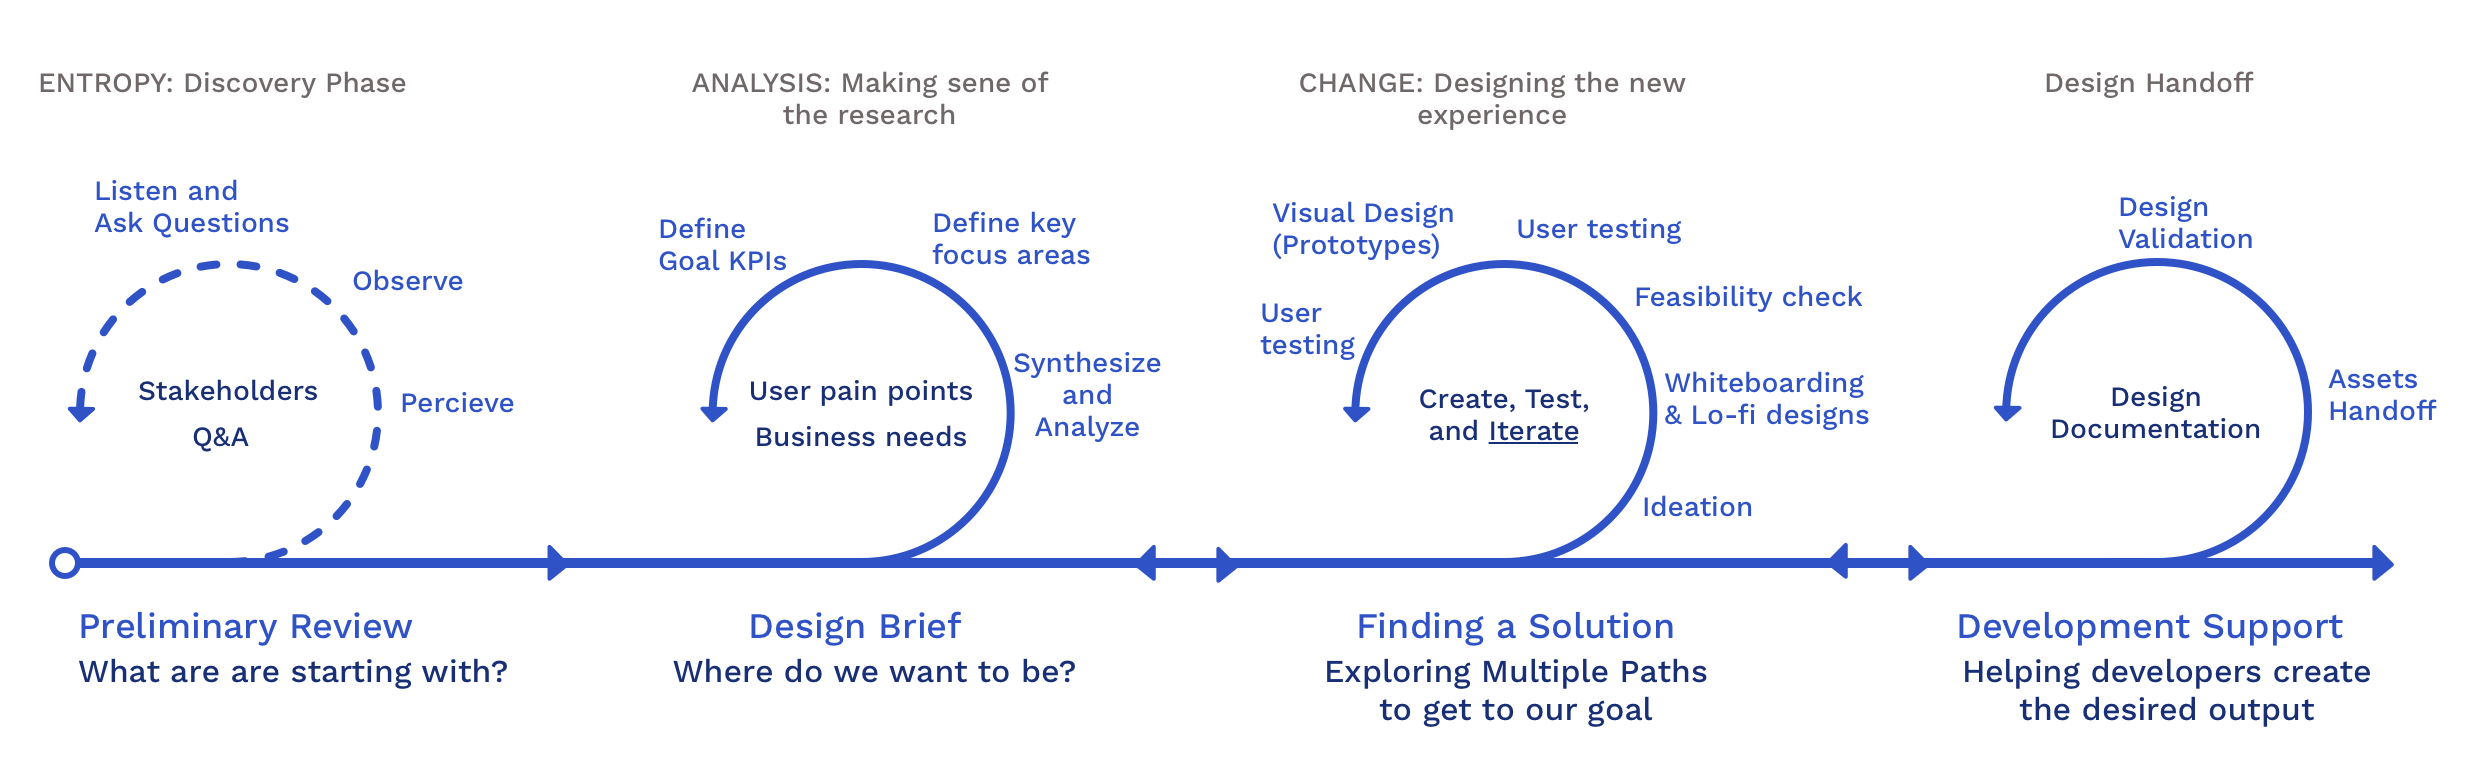 ENTROPY: Discovery Phase
Listen and
Ask Questions
Observe
Percieve
Stakeholders
Q&A
Preliminary Review
What are are starting with?
ANALYSIS: Making sene of
the research
Define
Goal KPIs
Define key
focus areas
Synthesize
and
Analyze
User pain points
Business needs
Design Brief
Where do we want to be?
CHANGE: Designing the new
experience
Visual Design
(Prototypes)
User testing
User
testing
Feasibility check
Whiteboarding
& Lo-fi designs
Ideation
Create, Test,
and Iterate
Finding a Solution
Exploring Multiple Paths
to get to our goal
Design Handoff
Design
Validation
Assets
Handoff
Design
Documentation
Development Support
Helping developers create
the desired output